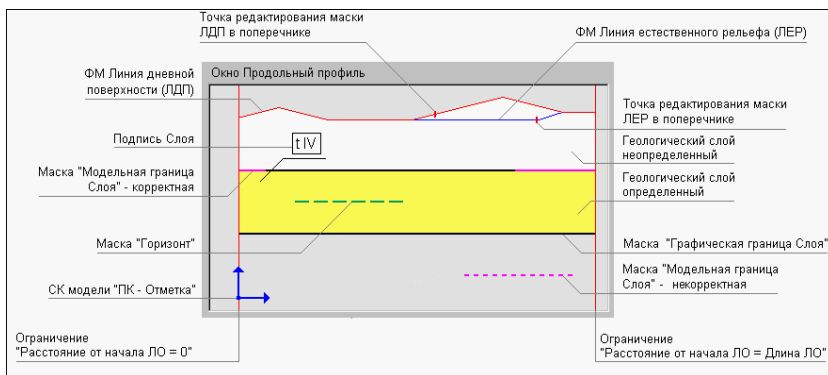 Точка редактирования маски
ЛДП в поперечнике
ФМ Линия естественного рельефа (ЛЕР)
ФМ Линия дневной
поверхности (ЛДП)
Окно Продольный профиль
Точка редактирования маски
ЛЕР в поперечнике
Подпись Слоя
t IV
Геологический слой
неопределенный
Маска "Модельная граница
Слоя" - корректная
Геологический слой
определенный
Маска "Горизонт"
Маска "Графическая граница Слоя"
СК модели "ПК - Отметка"
Маска "Модельная граница
Слоя" - некорректная
Ограничение
"Расстояние от начала ЛО = 0"
Ограничение
"Расстояние от начала ЛО = Длина ЛО"